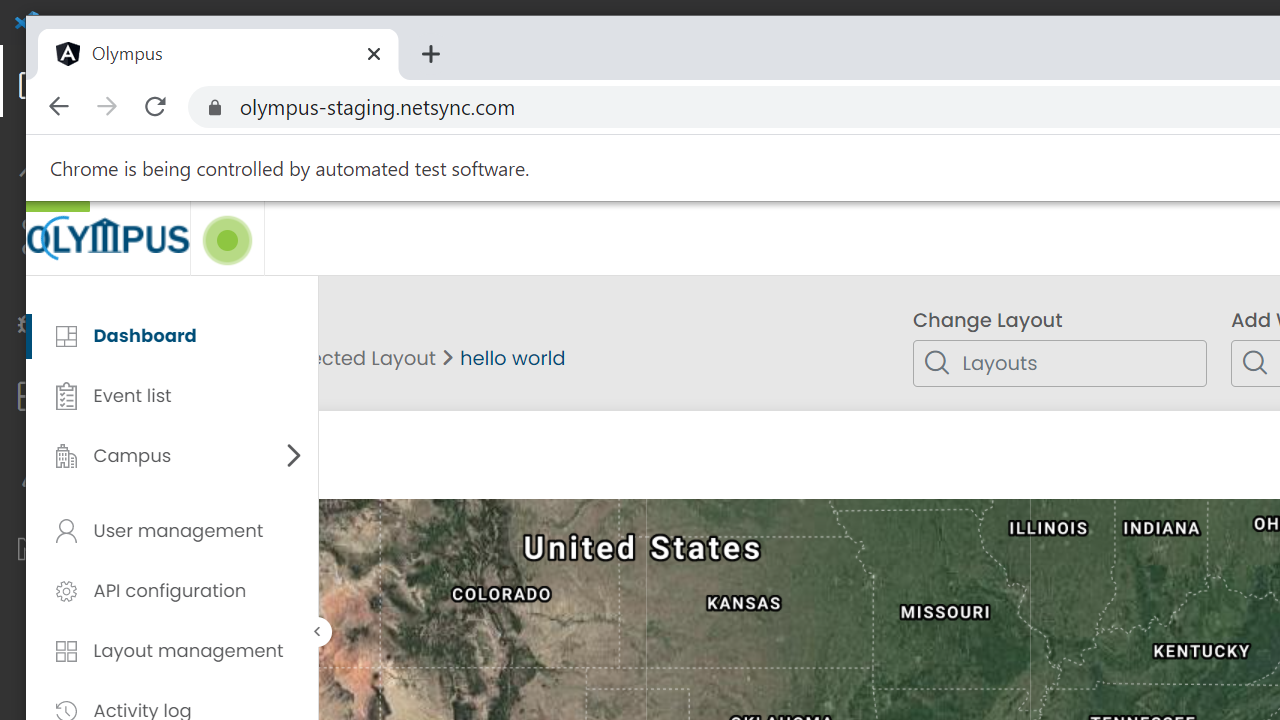 Olympus
olympus-staging.netsync.com
Chrome is being controlled by automated test software.
OLYMPUS
Dashboard
Event list
Campus
User management
API configuration
Layout management
Activity log
ected Layout > hello world
Change Layout
Layouts
Add
United States
COLORADO
KANSAS
MISSOURI
ILLINOIS
INDIANA
OH
KENTUCKY
OKLAHOMA
TENNESSEE